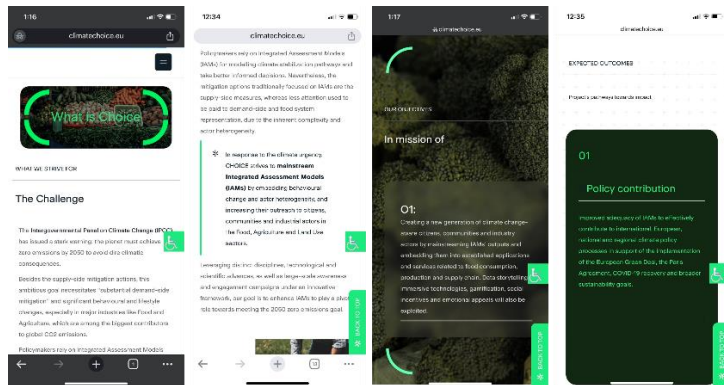 1:16
climatechoice.eu
What is Choice
WHAT WE STRIVE FOR
The Challenge
The Intergovernmental Panel on Climate Change (IPCC)
has issued a stark warning: the planet must achieve
zero emissions by 2050 to avoid dire climate
consequences.
Besides the supply-side mitigation actions, this
ambitious goal necessitates "substantial demand-side
mitigation" and significant behavioural and lifestyle
changes, especially in major industries like Food and
Agriculture, which are among the biggest contributors
to global CO2 emissions.
Policymakers rely on Integrated Assessment Models
12:34
climatechoice.eu
Policymakers rely on Integrated Assessment Models
(IAMs) for modelling climate stabilization pathways and
take better informed decisions. Nevertheless, the
mitigation options traditionally focused on IAMs are the
supply-side measures, whereas less attention used to
be paid to demand-side and food system
representation, due to the inherent complexity and
actor heterogeneity.
In response to the climate urgency
CHOICE strives to mainstream
Integrated Assessment Models
(IAMs) by embedding behavioural
change and actor heterogeneity, and
increasing their outreach to citizens,
communities and industrial actors in
the Food, Agriculture and Land Use
sectors.
Leveraging distinct disciplines, technological and
scientific advances, as well as large-scale awareness
and engagement campaigns under an innovative
framework, our goal is to enhance IAMs to play a pivotal
role towards meeting the 2050 zero emissions goal.
BACK TO TOP
1:17
climatechoice.eu
OUR OBJECTIVES
In mission of
01:
Creating a new generation of climate change-
aware citizens, communities and industry
actors by mainstreaming IAMs' outputs and
embedding them into established applications
and services related to food consumption,
production and supply chain. Data storytelling,
immersive technologies, gamification, social
incentives and emotional appeals will also be
exploited.
BACK TO TOP
12:35
climatechoice.eu
EXPECTED OUTCOMES
Project's pathways towards impact
01
Policy contribution
Improved adequacy of IAMs to effectively
contribute to international, European,
national and regional climate policy
processes in support of the implementation
of the European Green Deal, the Paris
Agreement, COVID-19 recovery and broader
sustainability goals.
BACK TO TOP